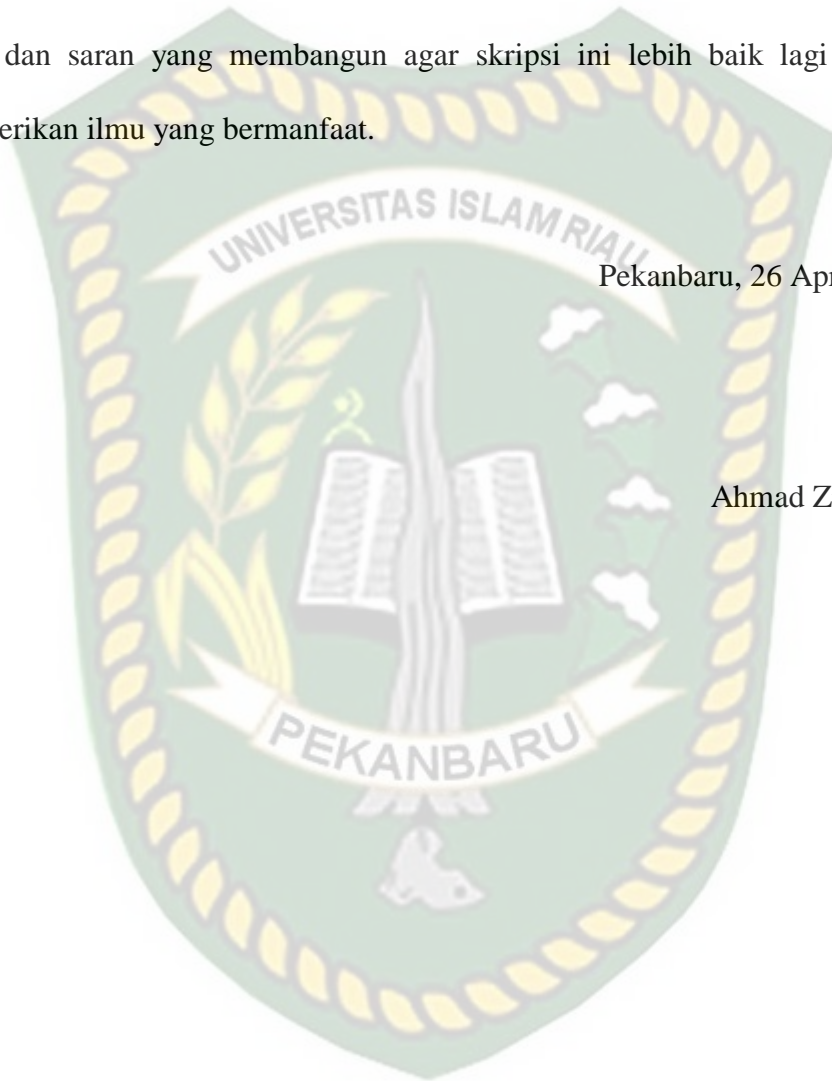 dan saran yang membangun agar skripsi ini lebih baik lagi
erikan ilmu yang bermanfaat.
UNIVERSITAS ISLAM RIAU
Pekanbaru, 26 Apr
Ahmad Z
PEKANBARU